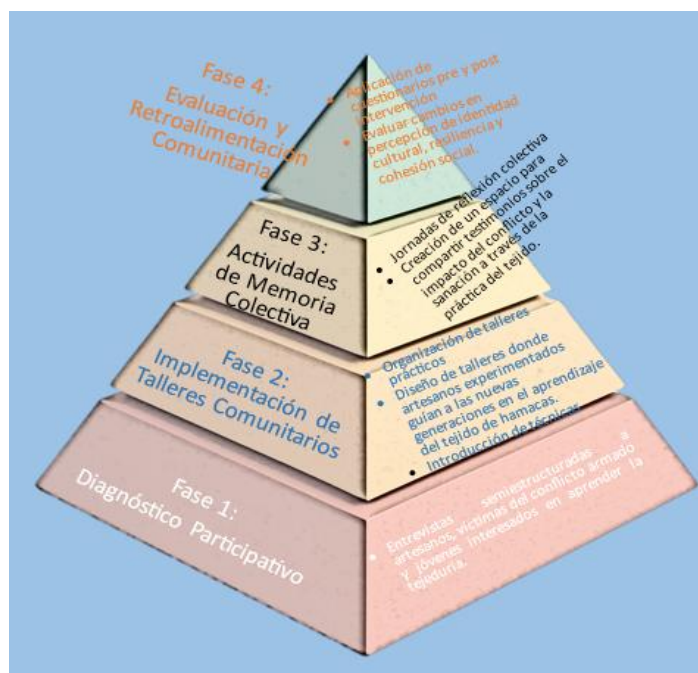 Fase 4:
Evaluación y
Retroalimentación
Comunitaria
• Aplicación de
cuestionarios pre y post
intervención
• Evaluar cambios en
percepción de identidad
cultural, resiliencia y
cohesión social.
Fase 3:
Actividades
de Memoria
Colectiva
• Jornadas de reflexión colectiva
• Creación de un espacio para
compartir testimonios sobre el
impacto del conflicto y la
sanación a través de la
práctica del tejido.
Fase 2:
Implementación de
Talleres Comunitarios
• Organización de talleres
prácticos
• Diseño de talleres donde
artesanos experimentados
guían a las nuevas
generaciones en el aprendizaje
del tejido de hamacas.
• Introducción de técnicas
Fase 1:
Diagnóstico Participativo
• Entrevistas semiestructuradas a
artesanos, víctimas del conflicto armado
y jóvenes interesados en aprender la
tejeduría.